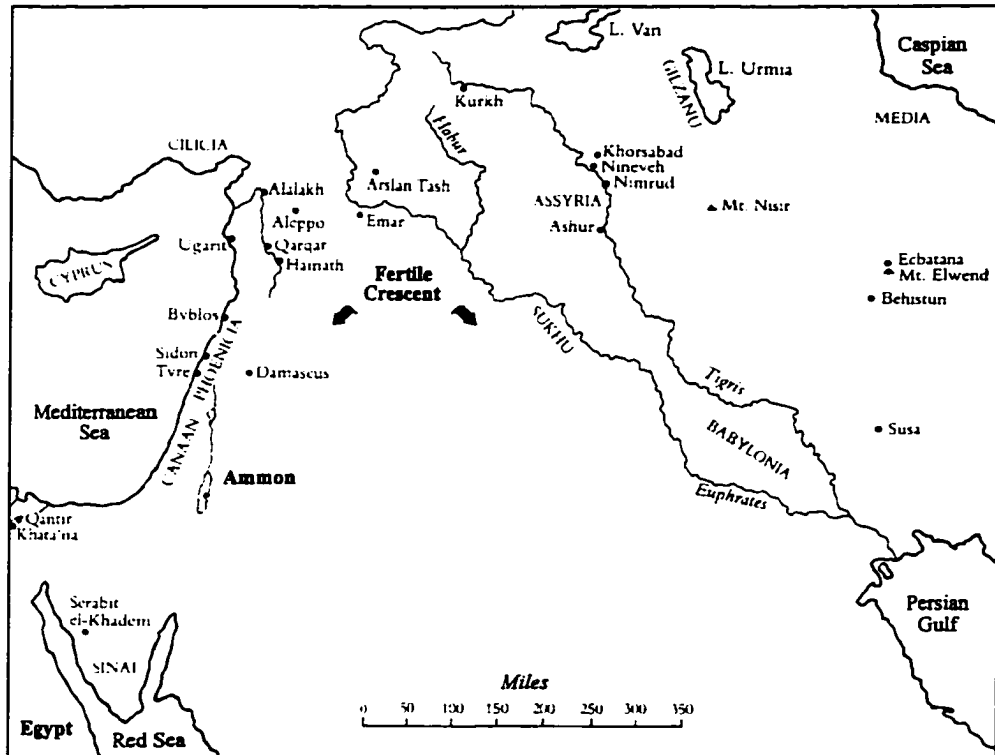 L. Van
Caspian
Sea
L. Urmia
GILZANU
Kurkh
MEDIA
Habur
CILICIA
Khorsabad
Nineveh
Nimrud
Arslan Tash
Alalakh
ASSYRIA
Mt. Nisir
Aleppo
Emar
Ashur
Ugarit
Qarqar
Hamath
Ecbatana
Mt. Elwend
CYPRUS
Fertile
Crescent
Behistun
Byblos
SUKHU
PHOENICIA
Sidon
Tyre
Damascus
Tigris
Mediterranean
Sea
CANAAN
BABYLONIA
Susa
Ammon
Euphrates
Qantir
Khata'na
Serabit
el-Khadem
Persian
Gulf
SINAI
Miles
0 50 100 150 200 250 300 350
Egypt
Red Sea